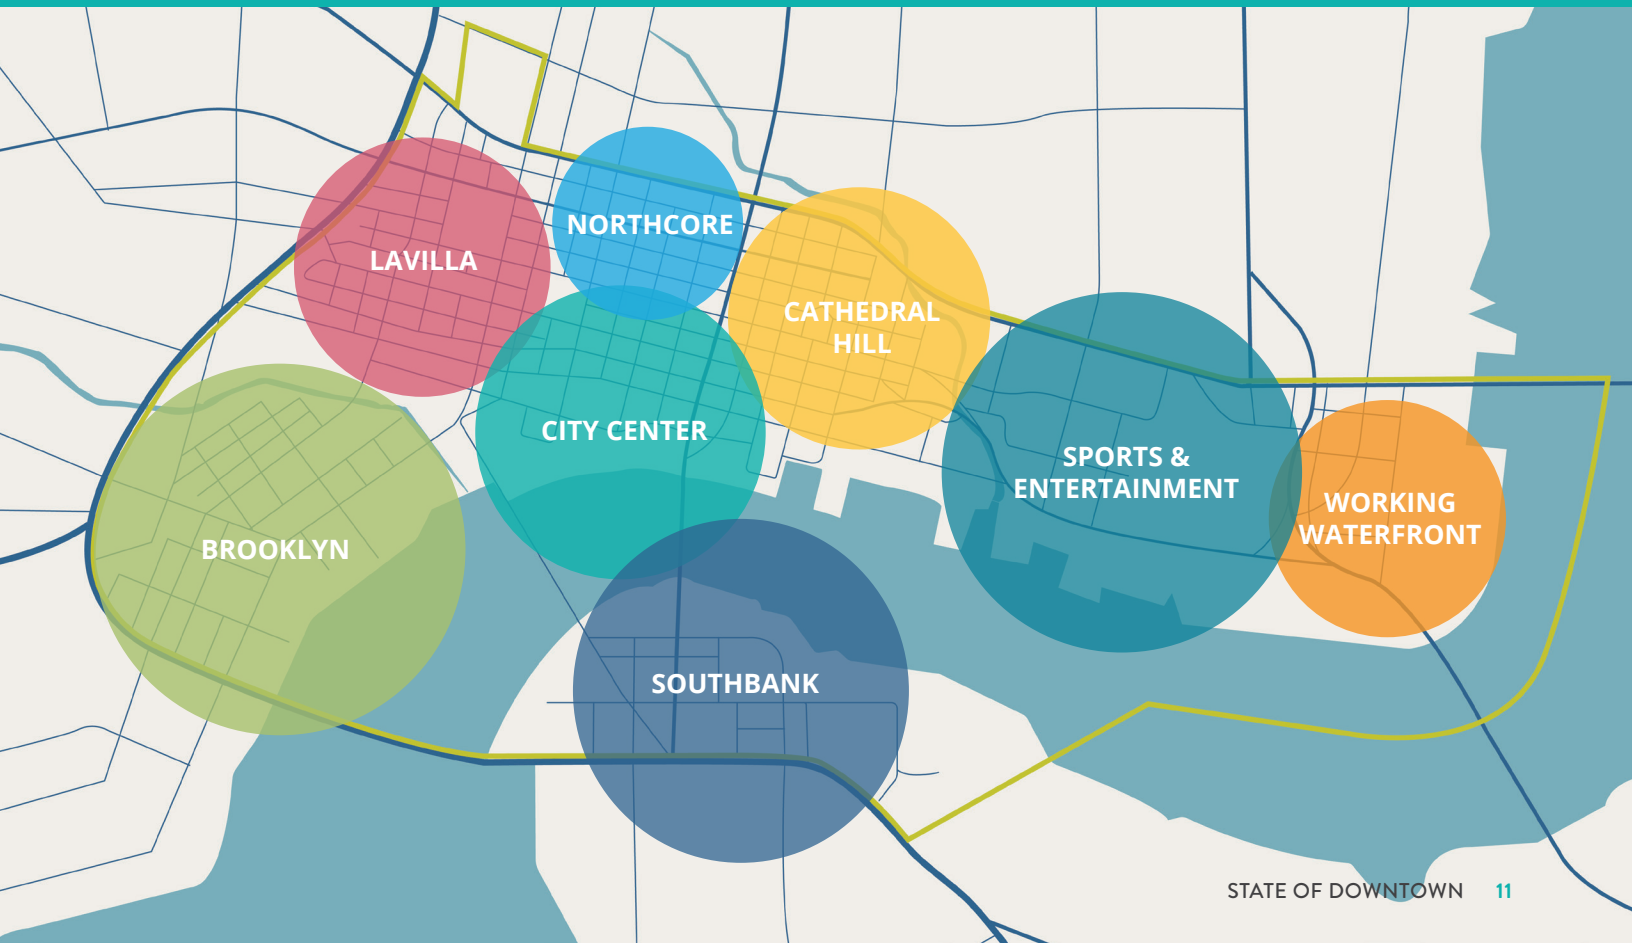 NORTHCORE
LAVILLA
CATHEDRAL
HILL
CITY CENTER
SPORTS &
ENTERTAINMENT
WORKING
WATERFRONT
BROOKLYN
SOUTHBANK
STATE OF DOWNTOWN 11